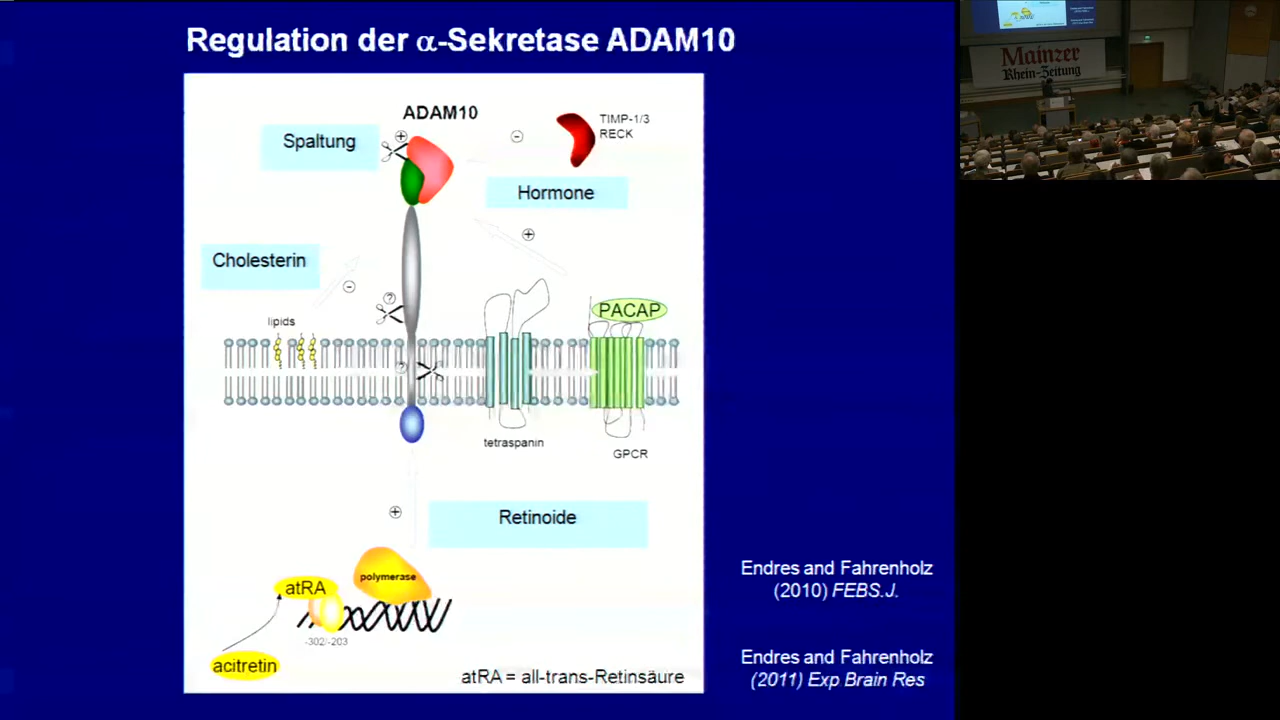 Regulation der α-Sekretase ADAM10
ADAM10
Spaltung
TIMP-1/3
RECK
Hormone
Cholesterin
lipids
PACAP
tetraspanin
GPCR
Retinoide
polymerase
atRA
-302/-203
acitretin
atRA = all-trans-Retinsäure
Endres and Fahrenholz
(2010) FEBS.J.
Endres and Fahrenholz
(2011) Exp Brain Res
Mainzer
Rhein-Zeitung